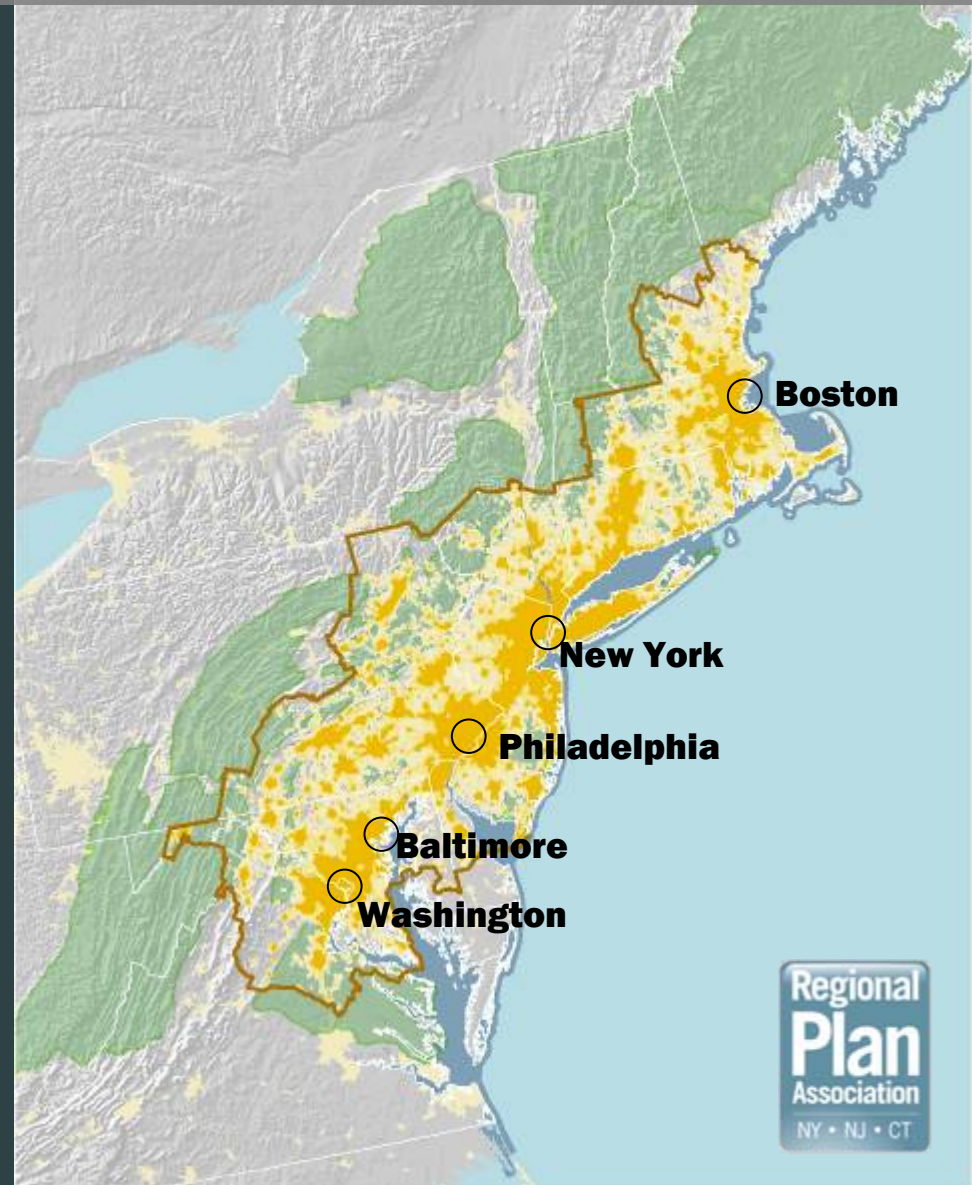 Boston
New York
Philadelphia
Baltimore
Washington
Regional
Plan
Association
NY • NJ • CT